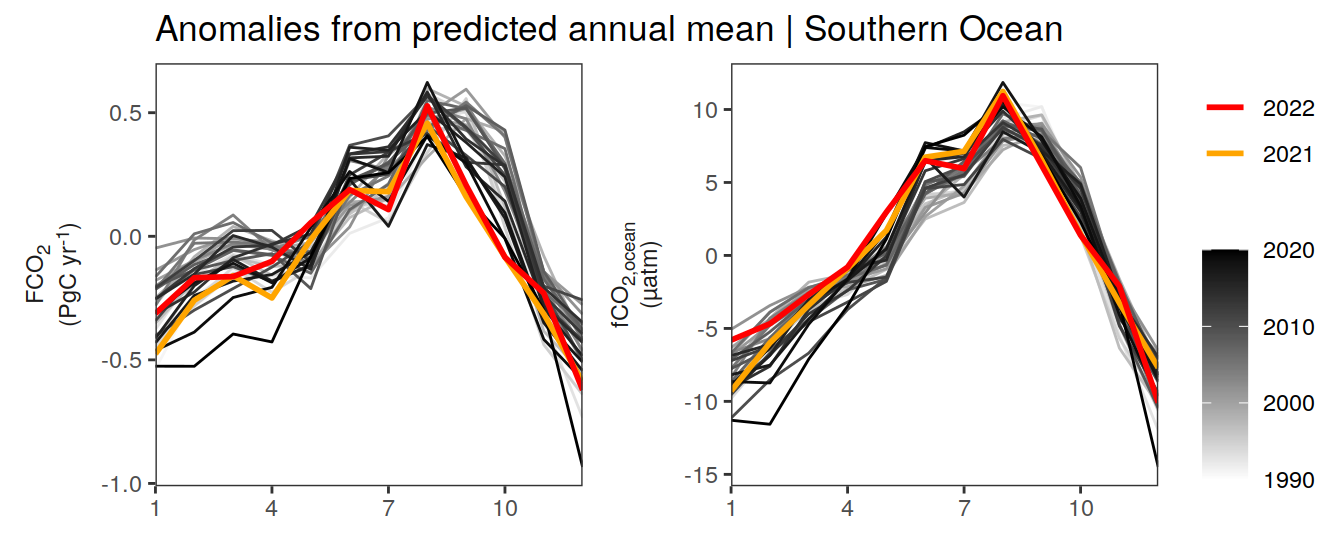 Anomalies from predicted annual mean | Southern Ocean
FCO₂
(PgC yr⁻¹)
0.5
0.0
-0.5
-1.0
1 4 7 10
fCO₂,ocean
(µatm)
10
5
0
-5
-10
-15
1 4 7 10
2022
2021
2020
2010
2000
1990